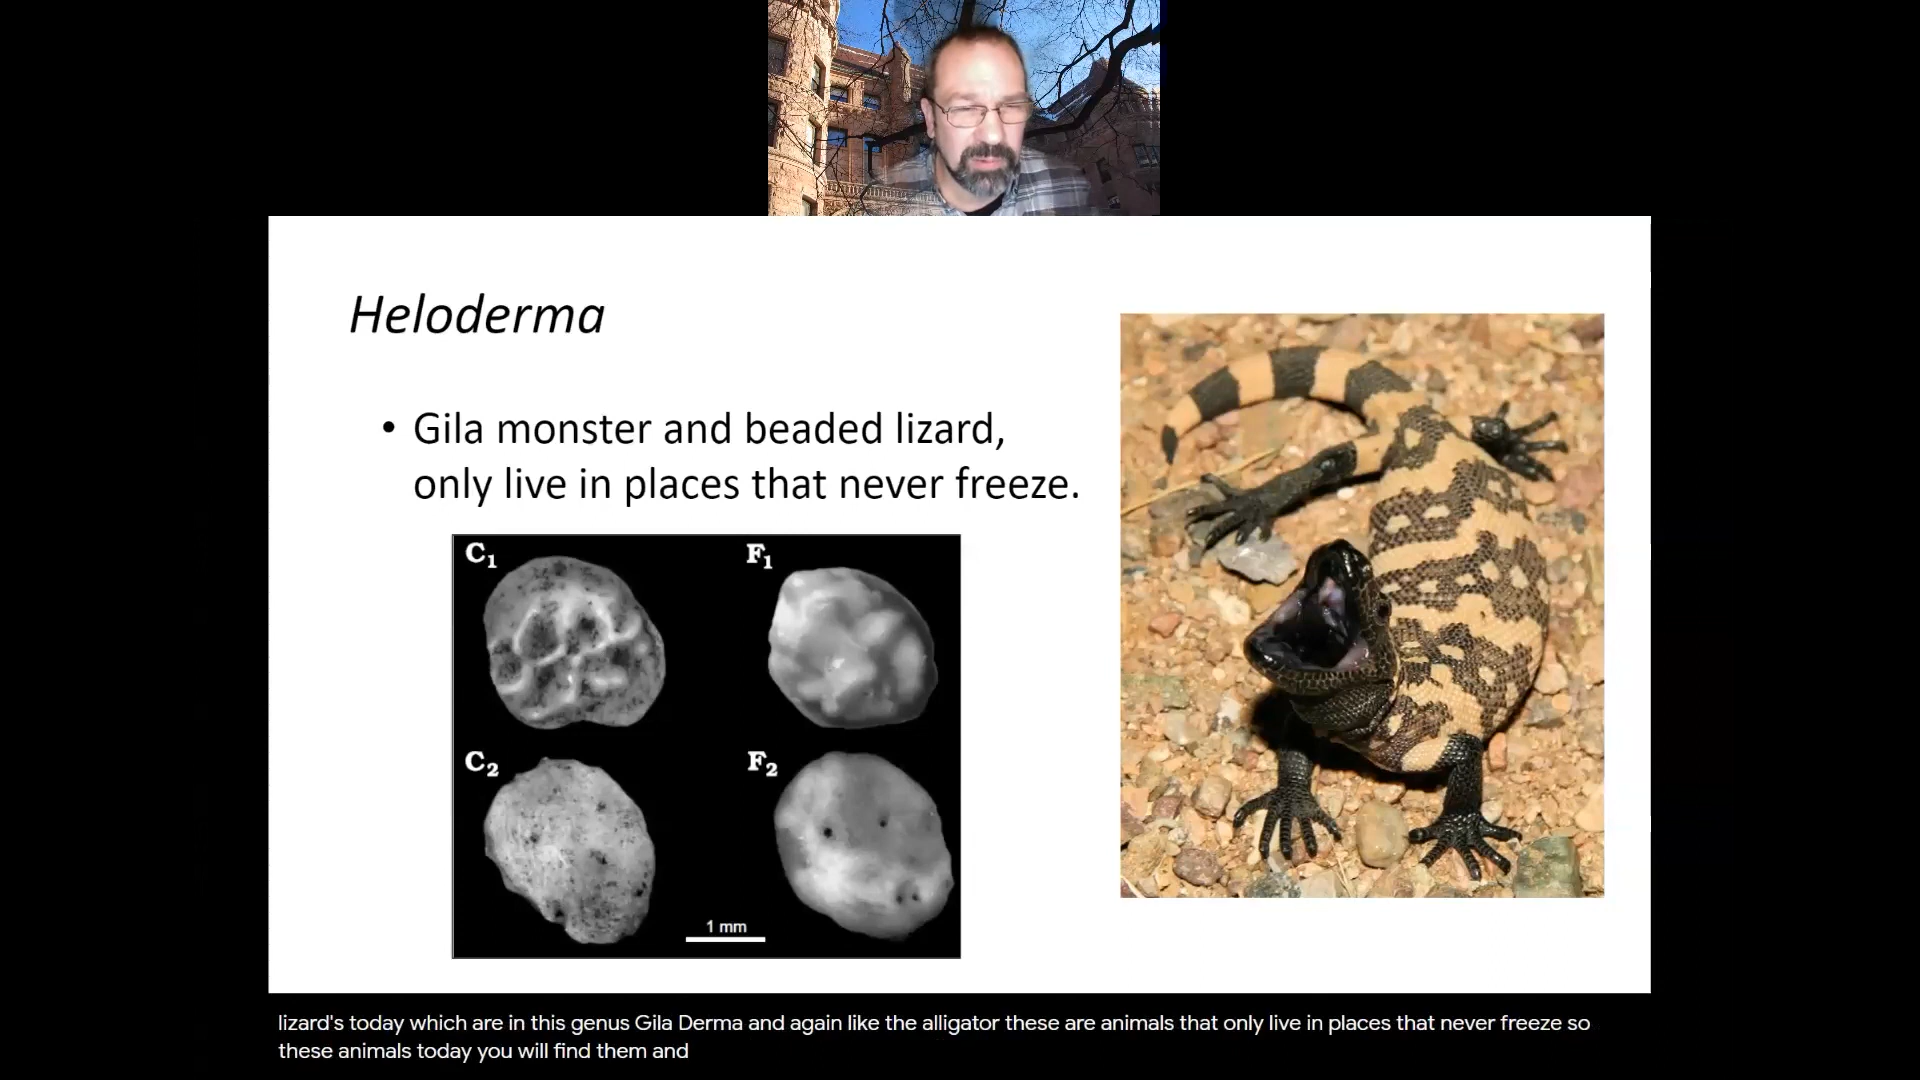 Heloderma
• Gila monster and beaded lizard,
only live in places that never freeze.
C1
F1
C2
F2
1 mm
lizard's today which are in this genus Gila Derma and again like the alligator these are animals that only live in places that never freeze so
these animals today you will find them and